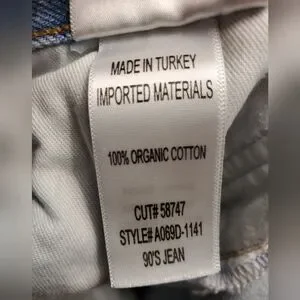 MADE IN TURKEY
IMPORTED MATERIALS
100% ORGANIC COTTON
CUT# 58747
STYLE# A069D-1141
90'S JEAN